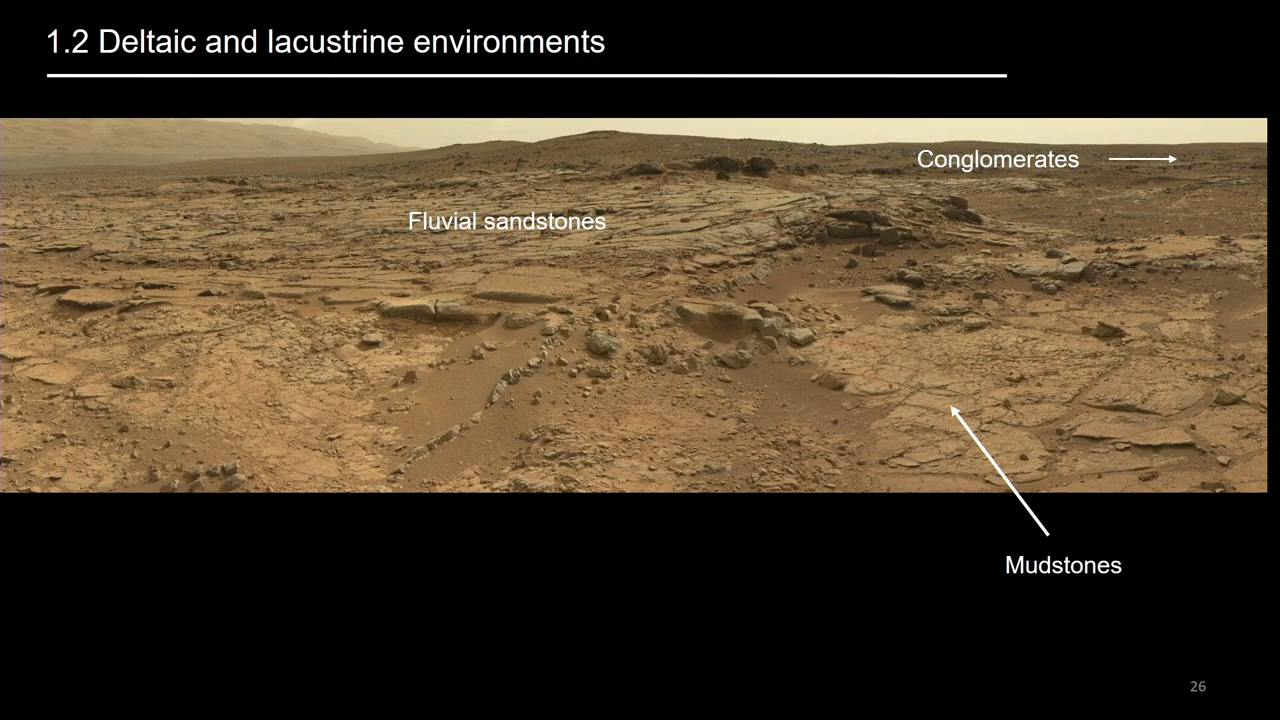 1.2 Deltaic and lacustrine environments
Conglomerates
Fluvial sandstones
Mudstones
26